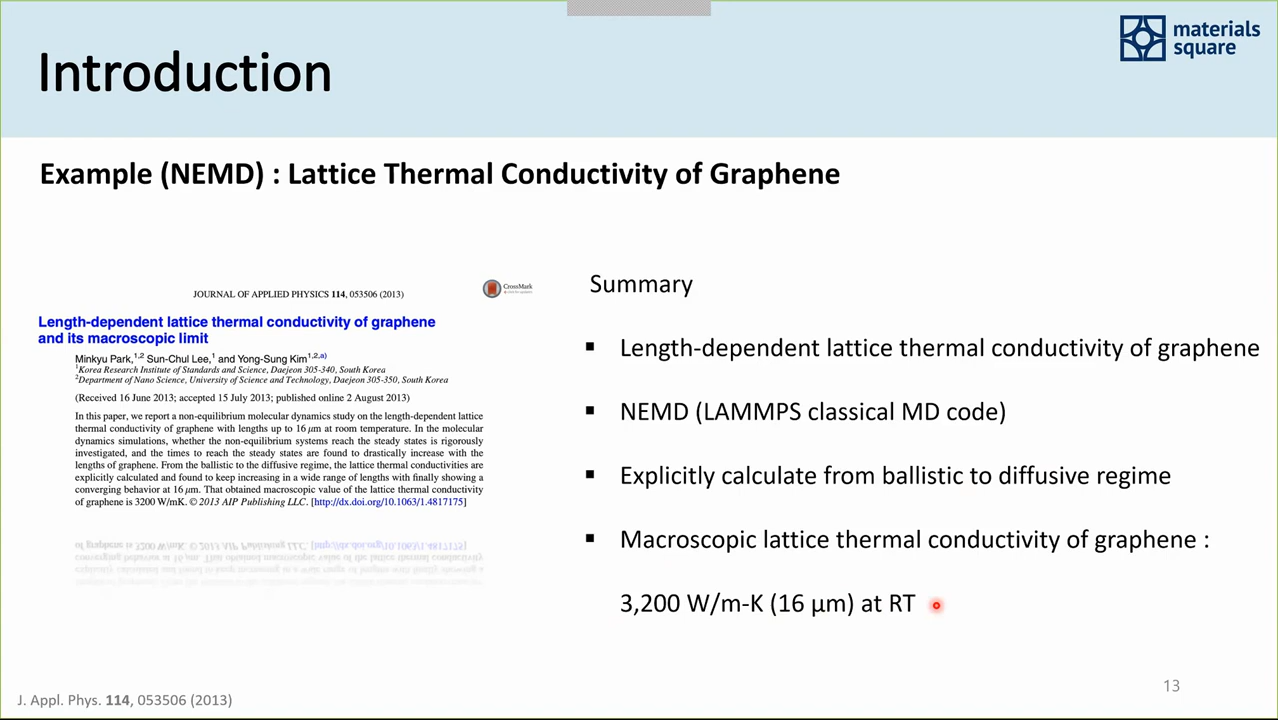 Introduction
materials
square
Example (NEMD) : Lattice Thermal Conductivity of Graphene
JOURNAL OF APPLIED PHYSICS 114, 053506 (2013)
CrossMark
Length-dependent lattice thermal conductivity of graphene
and its macroscopic limit
Minkyu Park,1,2 Sun-Chul Lee,1 and Yong-Sung Kim1,2,a)
1Korea Research Institute of Standards and Science, Daejeon 305-340, South Korea
2Department of Nano Science, University of Science and Technology, Daejeon 305-350, South Korea
(Received 16 June 2013; accepted 15 July 2013; published online 2 August 2013)
In this paper, we report a non-equilibrium molecular dynamics study on the length-dependent lattice
thermal conductivity of graphene with lengths up to 16 μm at room temperature. In the molecular
dynamics simulations, whether the non-equilibrium systems reach the steady states is rigorously
investigated, and the times to reach the steady states are found to drastically increase with the
lengths of graphene. From the ballistic to the diffusive regime, the lattice thermal conductivities are
explicitly calculated and found to keep increasing in a wide range of lengths with finally showing a
converging behavior at 16 μm. That obtained macroscopic value of the lattice thermal conductivity
of graphene is 3200 W/mK. © 2013 AIP Publishing LLC. [http://dx.doi.org/10.1063/1.4817175]
Summary
▪ Length-dependent lattice thermal conductivity of graphene
▪ NEMD (LAMMPS classical MD code)
▪ Explicitly calculate from ballistic to diffusive regime
▪ Macroscopic lattice thermal conductivity of graphene :
3,200 W/m-K (16 μm) at RT
J. Appl. Phys. 114, 053506 (2013)
13